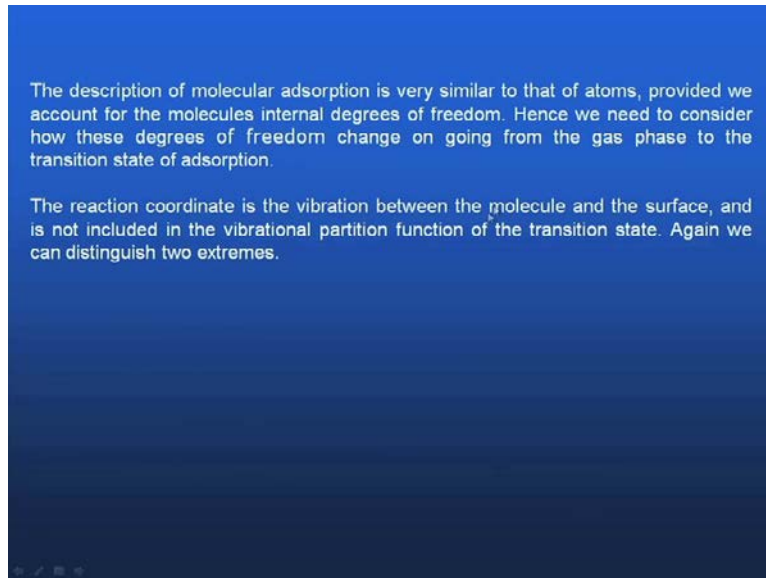 The description of molecular adsorption is very similar to that of atoms, provided we
account for the molecules internal degrees of freedom. Hence we need to consider
how these degrees of freedom change on going from the gas phase to the
transition state of adsorption.
The reaction coordinate is the vibration between the molecule and the surface, and
is not included in the vibrational partition function of the transition state. Again we
can distinguish two extremes.